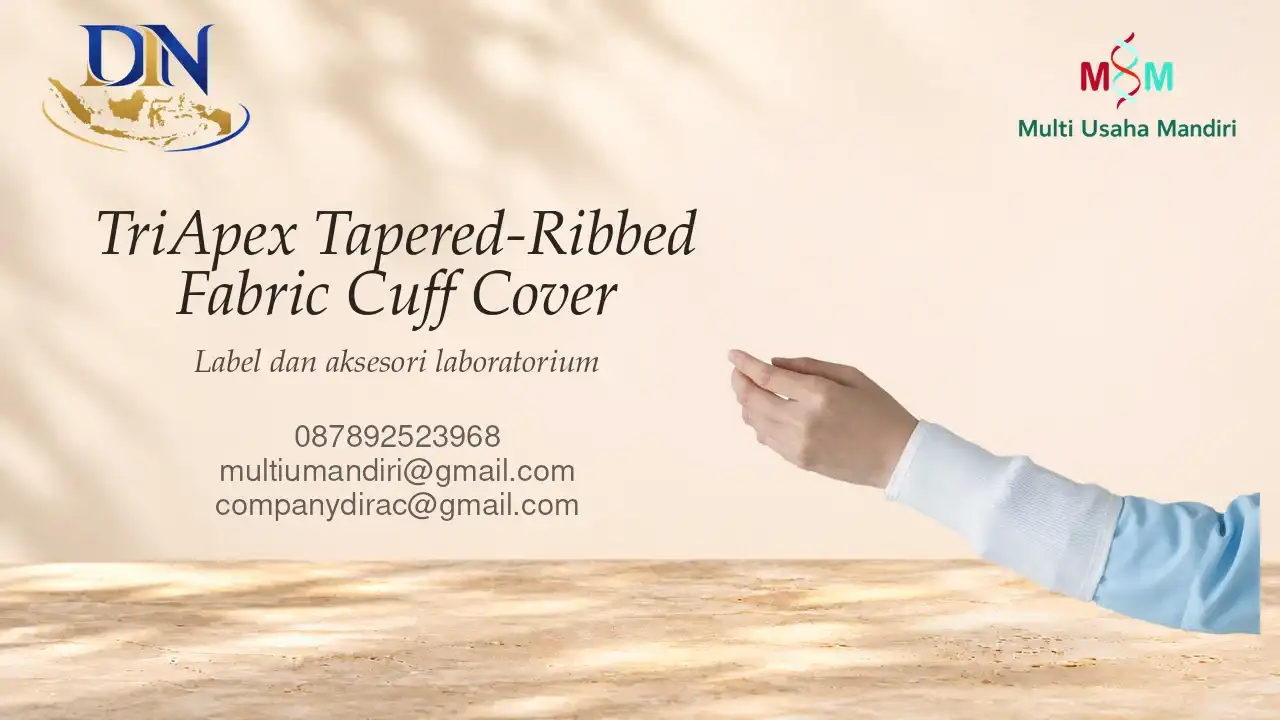 DIN
MSM
Multi Usaha Mandiri
TriApex Tapered-Ribbed
Fabric Cuff Cover
Label dan aksesori laboratorium
087892523968
multiumandiri@gmail.com
companydirac@gmail.com